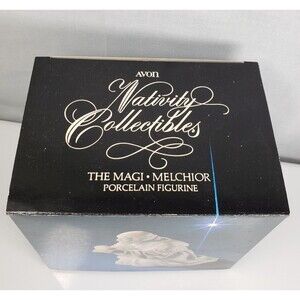 AVON
Nativity
Collectibles
THE MAGI • MELCHIOR
PORCELAIN FIGURINE